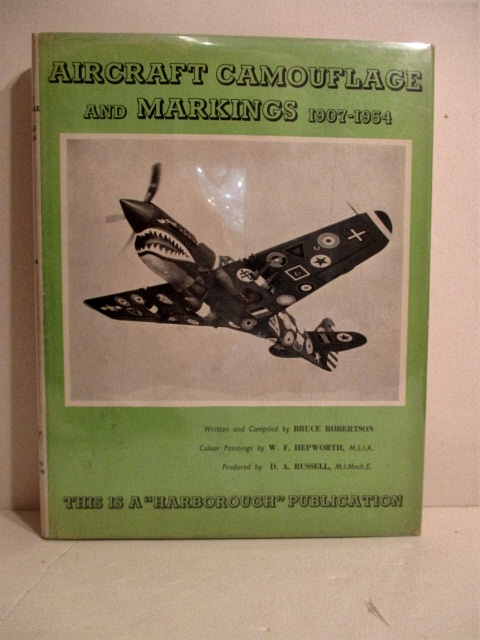 AIRCRAFT CAMOUFLAGE
AND MARKINGS 1907-1954
Written and Compiled by BRUCE ROBERTSON
Colour Paintings by W. F. HEPWORTH, M.S.I.A.
Produced by D. A. RUSSELL, M.I.Mech.E.
THIS IS A "HARBOROUGH" PUBLICATION